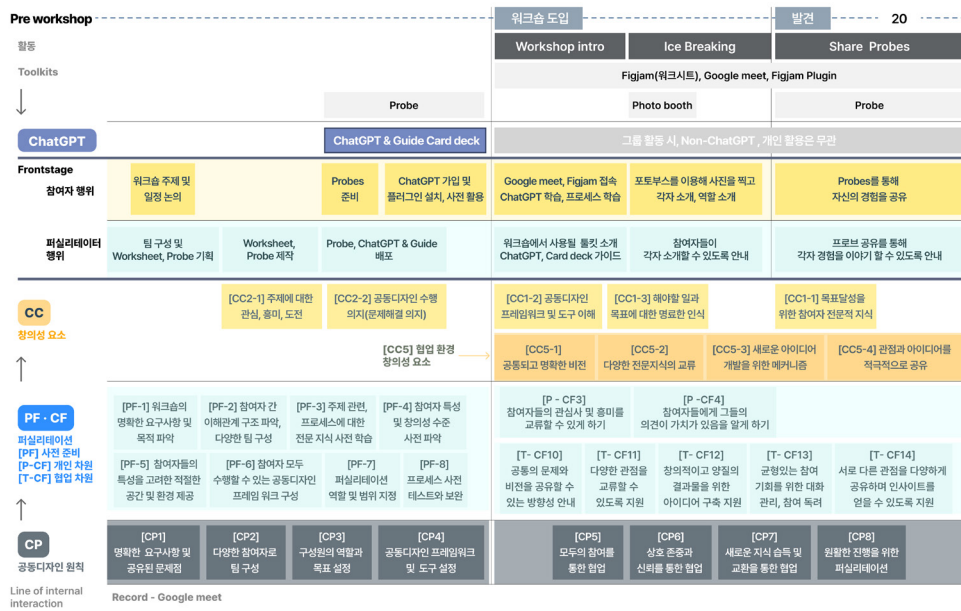 Pre workshop
워크숍 도입
발견
20
활동
Workshop intro
Ice Breaking
Share Probes
Toolkits
Figjam(워크시트), Google meet, Figjam Plugin
Probe
Photo booth
Probe
ChatGPT
ChatGPT & Guide Card deck
그룹 활동 시, Non-ChatGPT , 개인 활용은 무관
Frontstage
참여자 행위
워크숍 주제 및
일정 논의
Probes
준비
ChatGPT 가입 및
플러그인 설치, 사전 활용
Google meet, Figjam 접속
ChatGPT 학습, 프로세스 학습
포토부스를 이용해 사진을 찍고
각자 소개, 역할 소개
Probes를 통해
자신의 경험을 공유
퍼실리테이터
행위
팀 구성 및
Worksheet, Probe 기획
Worksheet,
Probe 제작
Probe, ChatGPT & Guide
배포
워크숍에서 사용될 툴킷 소개
ChatGPT, Card deck 가이드
참여자들이
각자 소개할 수 있도록 안내
프로브 공유를 통해
각자 경험을 이야기 할 수 있도록 안내
CC
창의성 요소
[CC2-1] 주제에 대한
관심, 흥미, 도전
[CC2-2] 공동디자인 수행
의지(문제해결 의지)
[CC1-2] 공동디자인
프레임워크 및 도구 이해
[CC1-3] 해야할 일과
목표에 대한 명료한 인식
[CC1-1] 목표달성을
위한 참여자 전문적 지식
[CC5] 협업 환경
창의성 요소
[CC5-1]
공통되고 명확한 비전
[CC5-2]
다양한 전문지식의 교류
[CC5-3] 새로운 아이디어
개발을 위한 메커니즘
[CC5-4] 관점과 아이디어를
적극적으로 공유
PF · CF
퍼실리테이션
[PF] 사전 준비
[P-CF] 개인 차원
[T-CF] 협업 차원
[PF-1] 워크숍의
명확한 요구사항 및
목적 파악
[PF-2] 참여자 간
이해관계 구조 파악,
다양한 팀 구성
[PF-3] 주제 관련,
프로세스에 대한
전문 지식 사전 학습
[PF-4] 참여자 특성
및 창의성 수준
사전 파악
[P - CF3]
참여자들의 관심사 및 흥미를
교류할 수 있게 하기
[P -CF4]
참여자들에게 그들의
의견이 가치가 있음을 알게 하기
[PF-5] 참여자들의
특성을 고려한 적절한
공간 및 환경 제공
[PF-6] 참여자 모두
수행할 수 있는 공동디자인
프레임 워크 구성
[PF-7]
퍼실리테이션
역할 및 범위 지정
[PF-8]
프로세스 사전
테스트와 보완
[T- CF10]
공통의 문제와
비전을 공유할 수
있는 방향성 안내
[T- CF11]
다양한 관점을
교류할 수
있도록 지원
[T- CF12]
창의적이고 양질의
결과물을 위한
아이디어 구축 지원
[T- CF13]
균형있는 참여
기회를 위한 대화
관리, 참여 독려
[T- CF14]
서로 다른 관점을 다양하게
공유하며 인사이트를
얻을 수 있도록 지원
CP
공동디자인 원칙
[CP1]
명확한 요구사항 및
공유된 문제점
[CP2]
다양한 참여자로
팀 구성
[CP3]
구성원의 역할과
목표 설정
[CP4]
공동디자인 프레임워크
및 도구 설정
[CP5]
모두의 참여를
통한 협업
[CP6]
상호 존중과
신뢰를 통한 협업
[CP7]
새로운 지식 습득 및
교환을 통한 협업
[CP8]
원활한 진행을 위한
퍼실리테이션
Line of internal
interaction
Record - Google meet